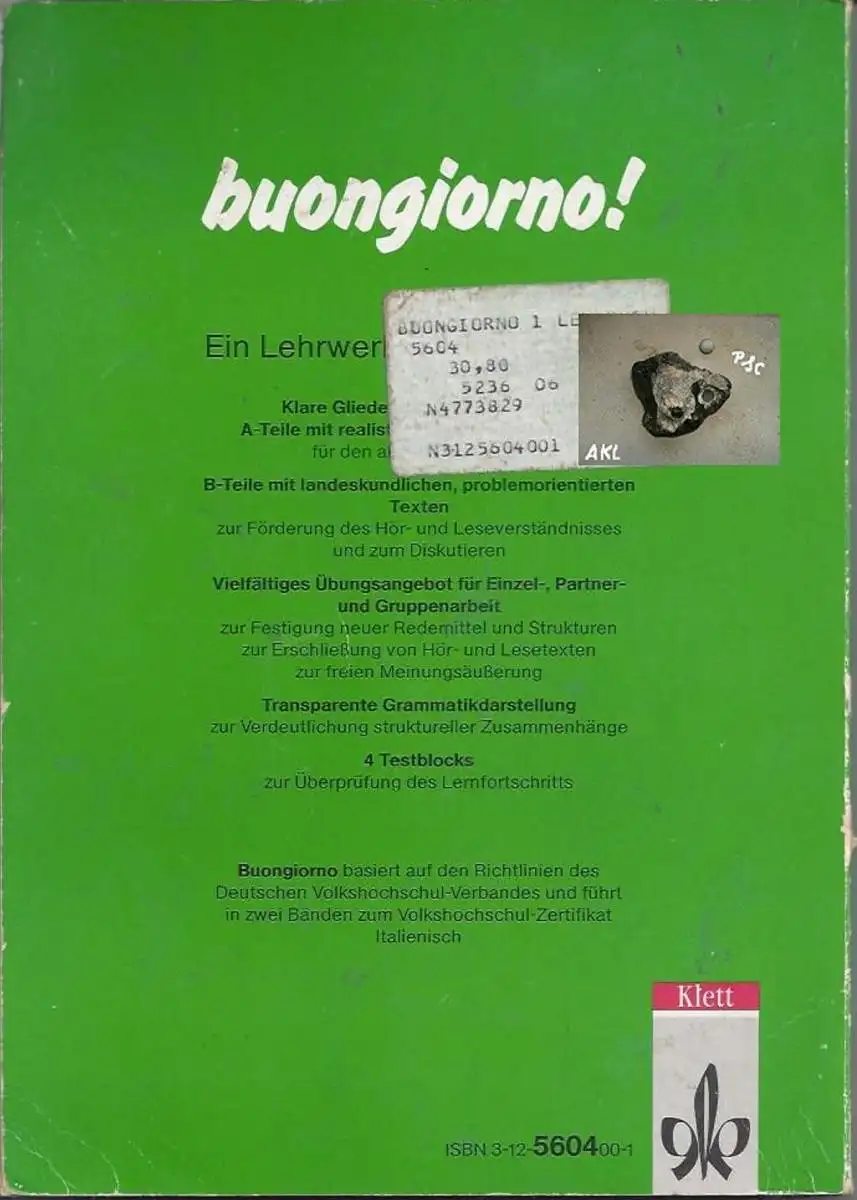 buongiorno!
BUONGIORNO 1
5604
30,80
5236 06
N4773829
N3125604001
PSC
AKL
Ein
Klare
A-Teile mit
für den
B-Teile mit landeskundlichen, problemorientierten
Texten
zur Förderung des Hör- und Leseverständnisses
und zum Diskutieren
Vielfältiges Übungsangebot für Einzel-, Partner-
und Gruppenarbeit
zur Festigung neuer Redemittel und Strukturen
zur Erschließung von Hör- und Lesetexten
zur freien Meinungsäußerung
Transparente Grammatikdarstellung
zur Verdeutlichung struktureller Zusammenhänge
4 Testblocks
zur Überprüfung des Lernfortschritts
Buongiorno basiert auf den Richtlinien des
Deutschen Volkshochschul-Verbandes und führt
in zwei Bänden zum Volkshochschul-Zertifikat
Italienisch
Klett
ISBN 3-12-560400-1